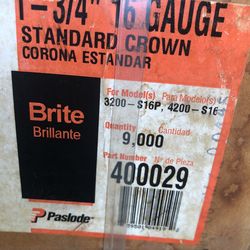 1-3/4" 16 GAUGE
STANDARD CROWN
CORONA ESTANDAR
Brite
Brillante
For Model(s) Para Modelo(s)
3200-S16P, 4200-S16
Quantity Cantidad
9,000
Part Number Nº de Pieza
400029
Paslode